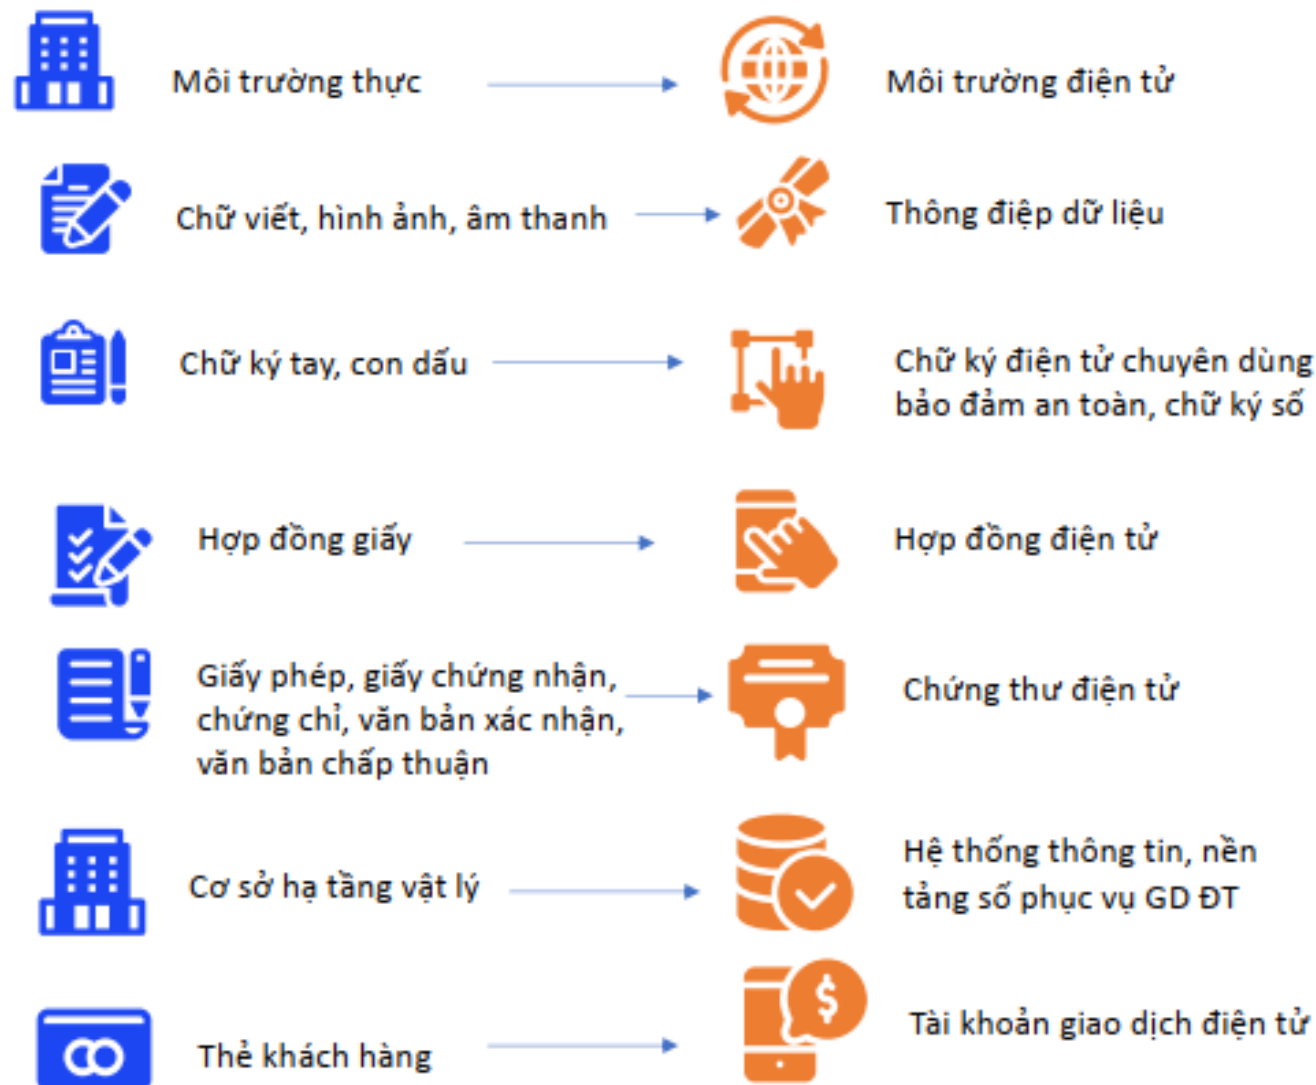 Môi trường thực
Môi trường điện tử
Chữ viết, hình ảnh, âm thanh
Thông điệp dữ liệu
Chữ ký tay, con dấu
Chữ ký điện tử chuyên dùng
bảo đảm an toàn, chữ ký số
Hợp đồng giấy
Hợp đồng điện tử
Giấy phép, giấy chứng nhận,
chứng chỉ, văn bản xác nhận,
văn bản chấp thuận
Chứng thư điện tử
Cơ sở hạ tầng vật lý
Hệ thống thông tin, nền
tảng số phục vụ GD ĐT
Thẻ khách hàng
Tài khoản giao dịch điện tử